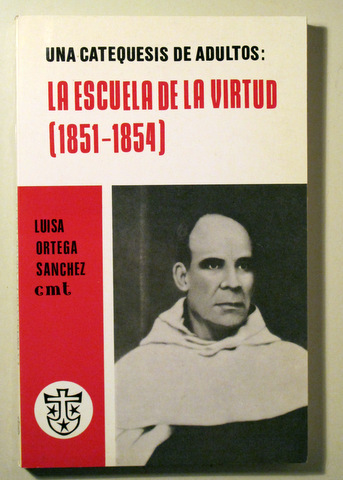 UNA CATEQUESIS DE ADULTOS:
LA ESCUELA DE LA VIRTUD
(1851-1854)
LUISA
ORTEGA
SANCHEZ
cmt